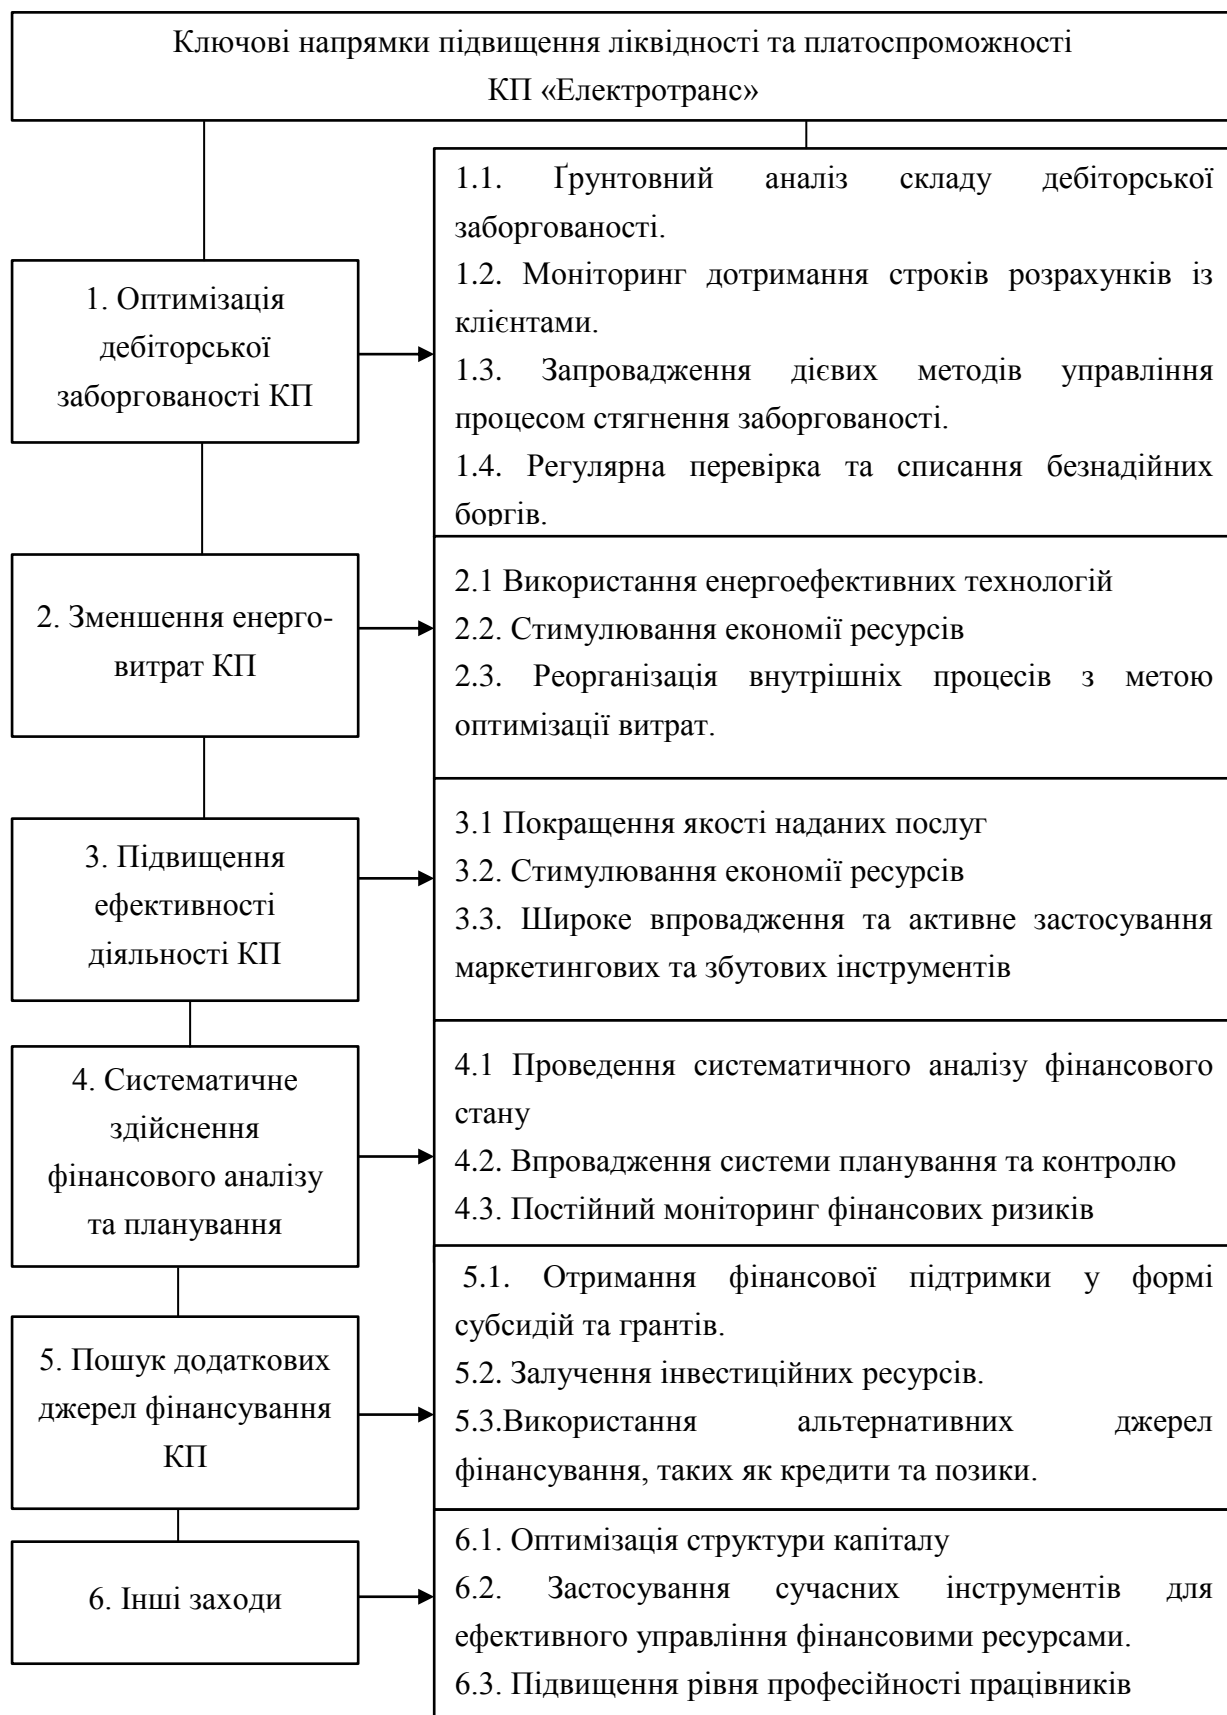 Ключові напрямки підвищення ліквідності та платоспроможності
КП «Електротранс»
1. Оптимізація
дебіторської
заборгованості КП
1.1. Ґрунтовний аналіз складу дебіторської
заборгованості.
1.2. Моніторинг дотримання строків розрахунків із
клієнтами.
1.3. Запровадження дієвих методів управління
процесом стягнення заборгованості.
1.4. Регулярна перевірка та списання безнадійних
боргів.
2. Зменшення енерго-
витрат КП
2.1 Використання енергоефективних технологій
2.2. Стимулювання економії ресурсів
2.3. Реорганізація внутрішніх процесів з метою
оптимізації витрат.
3. Підвищення
ефективності
діяльності КП
3.1 Покращення якості наданих послуг
3.2. Стимулювання економії ресурсів
3.3. Широке впровадження та активне застосування
маркетингових та збутових інструментів
4. Систематичне
здійснення
фінансового аналізу
та планування
4.1 Проведення систематичного аналізу фінансового
стану
4.2. Впровадження системи планування та контролю
4.3. Постійний моніторинг фінансових ризиків
5. Пошук додаткових
джерел фінансування
КП
5.1. Отримання фінансової підтримки у формі
субсидій та грантів.
5.2. Залучення інвестиційних ресурсів.
5.3.Використання альтернативних джерел
фінансування, таких як кредити та позики.
6. Інші заходи
6.1. Оптимізація структури капіталу
6.2. Застосування сучасних інструментів для
ефективного управління фінансовими ресурсами.
6.3. Підвищення рівня професійності працівників